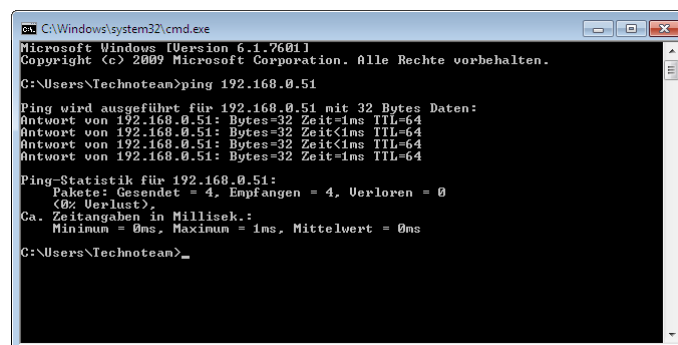 C:\Windows\system32\cmd.exe
Microsoft Windows [Version 6.1.7601]
Copyright (c) 2009 Microsoft Corporation. Alle Rechte vorbehalten.
C:\Users\Technoteam>ping 192.168.0.51
Ping wird ausgeführt für 192.168.0.51 mit 32 Bytes Daten:
Antwort von 192.168.0.51: Bytes=32 Zeit=1ms TTL=64
Antwort von 192.168.0.51: Bytes=32 Zeit<1ms TTL=64
Antwort von 192.168.0.51: Bytes=32 Zeit<1ms TTL=64
Antwort von 192.168.0.51: Bytes=32 Zeit=1ms TTL=64
Ping-Statistik für 192.168.0.51:
Pakete: Gesendet = 4, Empfangen = 4, Verloren = 0
(0% Verlust),
Ca. Zeitangaben in Millisek.:
Minimum = 0ms, Maximum = 1ms, Mittelwert = 0ms
C:\Users\Technoteam>_